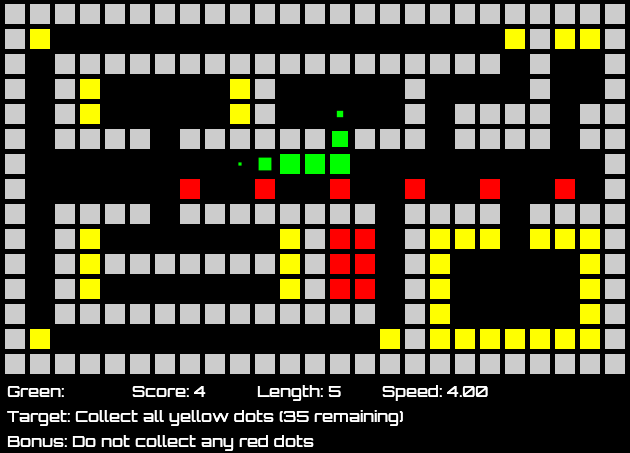 Green: Score: 4 Length: 5 Speed: 4.00
Target: Collect all yellow dots (35 remaining)
Bonus: Do not collect any red dots